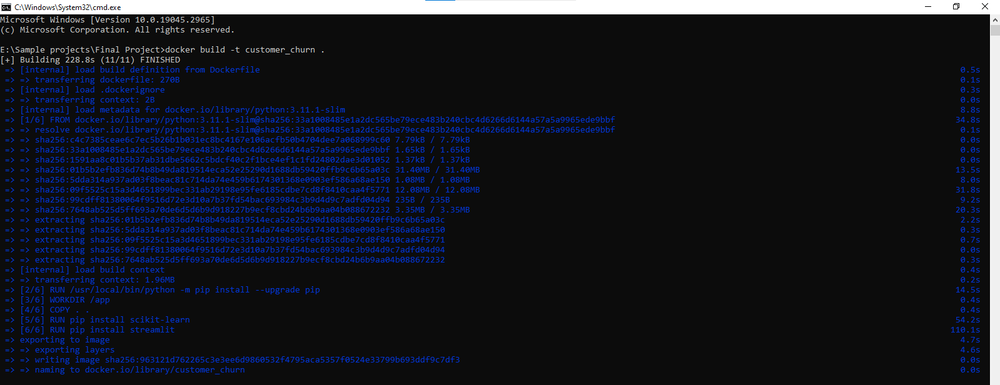 C:\Windows\System32\cmd.exe
Microsoft Windows [Version 10.0.19045.2965]
(c) Microsoft Corporation. All rights reserved.
E:\Sample projects\Final Project>docker build -t customer_churn .
[+] Building 228.8s (11/11) FINISHED
=> [internal] load build definition from Dockerfile 0.5s
=> => transferring dockerfile: 270B 0.1s
=> [internal] load .dockerignore 0.3s
=> => transferring context: 2B 0.0s
=> [internal] load metadata for docker.io/library/python:3.11.1-slim 8.8s
=> [1/6] FROM docker.io/library/python:3.11.1-slim@sha256:33a1008485e1a2dc565be79ece483b240cbc4d6266d6144a57a5a9965ede9bbf 34.8s
=> => resolve docker.io/library/python:3.11.1-slim@sha256:33a1008485e1a2dc565be79ece483b240cbc4d6266d6144a57a5a9965ede9bbf 0.1s
=> => sha256:c4c7385ceae6c7ec5b26b1b031ec8bc4167e106acfb50b4704dee7a068999c60 7.79kB / 7.79kB 0.0s
=> => sha256:33a1008485e1a2dc565be79ece483b240cbc4d6266d6144a57a5a9965ede9bbf 1.65kB / 1.65kB 0.0s
=> => sha256:1591aa8c01b5b37ab31dbe5662c5bdcf40c2f1bce4ef1c1fd24802dae3d01052 1.37kB / 1.37kB 0.0s
=> => sha256:01b5b2efb836d74b8b49da819514eca52e25290d1688db59420ffb9c6b65a03c 31.40MB / 31.40MB 13.5s
=> => sha256:5dda314a937ad03f8beac81c714da74e459b6174301368e0903ef586a68ae150 1.08MB / 1.08MB 8.0s
=> => sha256:09f5525c15a3d4651899bec331ab29198e95fe6185cdbe7cd8f8410caa4f5771 12.08MB / 12.08MB 31.8s
=> => sha256:99cdff81380064f9516d72e3d10a7b37fd54bac693984c3b9d4d9c7adfd04d94 235B / 235B 9.2s
=> => sha256:7648ab525d5ff693a70de6d5d6b9d918227b9ecf8cbd24b6b9aa04b088672232 3.35MB / 3.35MB 20.3s
=> => extracting sha256:01b5b2efb836d74b8b49da819514eca52e25290d1688db59420ffb9c6b65a03c 2.2s
=> => extracting sha256:5dda314a937ad03f8beac81c714da74e459b6174301368e0903ef586a68ae150 0.3s
=> => extracting sha256:09f5525c15a3d4651899bec331ab29198e95fe6185cdbe7cd8f8410caa4f5771 0.7s
=> => extracting sha256:99cdff81380064f9516d72e3d10a7b37fd54bac693984c3b9d4d9c7adfd04d94 0.0s
=> => extracting sha256:7648ab525d5ff693a70de6d5d6b9d918227b9ecf8cbd24b6b9aa04b088672232 0.3s
=> [internal] load build context 0.4s
=> => transferring context: 1.96MB 0.2s
=> [2/6] RUN /usr/local/bin/python -m pip install --upgrade pip 14.5s
=> [3/6] WORKDIR /app 0.4s
=> [4/6] COPY . . 0.4s
=> [5/6] RUN pip install scikit-learn 54.2s
=> [6/6] RUN pip install streamlit 110.1s
=> exporting to image 4.7s
=> => exporting layers 4.6s
=> => writing image sha256:963121d762265c3e3ee6d9860532f4795aca5357f0524e33799b693ddf9c7df3 0.0s
=> => naming to docker.io/library/customer_churn 0.0s